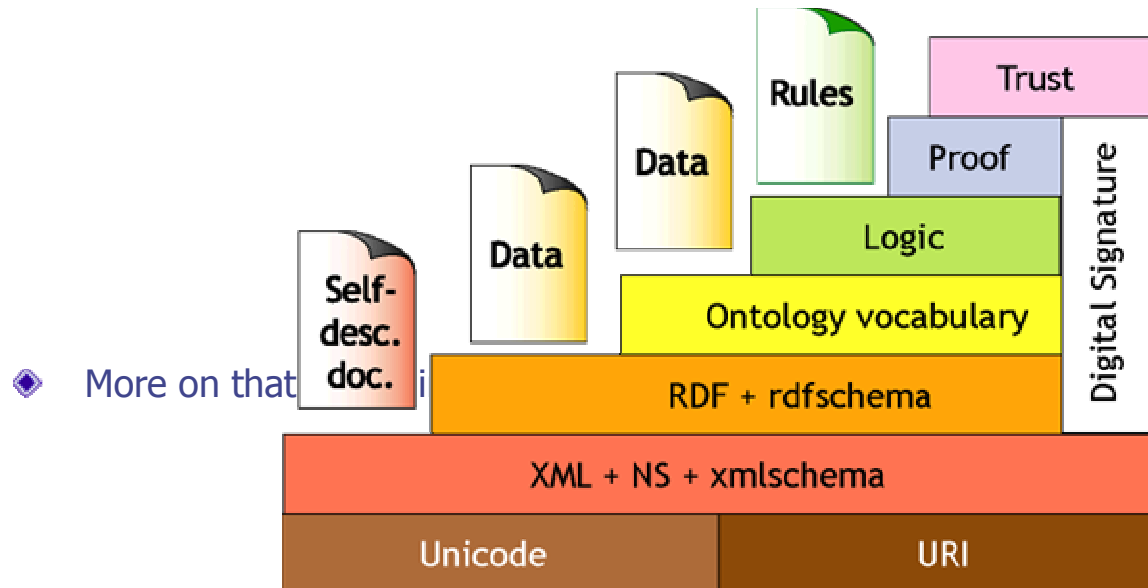 Rules
Trust
Data
Proof
Data
Logic
Digital Signature
Self-
desc.
doc.
Ontology vocabulary
More on that
RDF + rdfschema
XML + NS + xmlschema
Unicode
URI